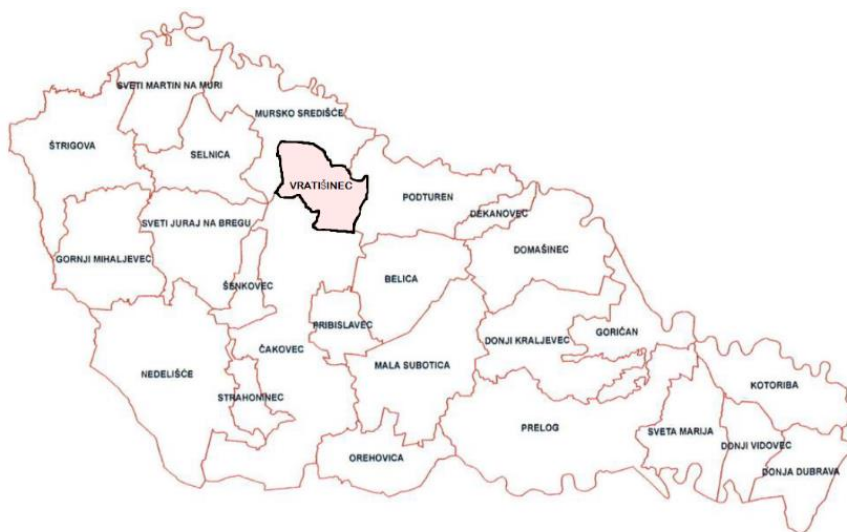 SVETI MARTIN NA MURI
MURSKO SREDIŠĆE
ŠTRIGOVA
SELNICA
VRATIŠINEC
PODTUREN
DEKANOVEC
SVETI JURAJ NA BREGU
DOMAŠINEC
GORNJI MIHALJEVEC
BELICA
ŠENKOVEC
PRIBISLAVEC
GORIČAN
DONJI KRALJEVEC
ČAKOVEC
MALA SUBOTICA
NEDELIŠĆE
KOTORIBA
STRAHONINEC
PRELOG
SVETA MARIJA
DONJI VIDOVEC
OREHOVICA
DONJA DUBRAVA